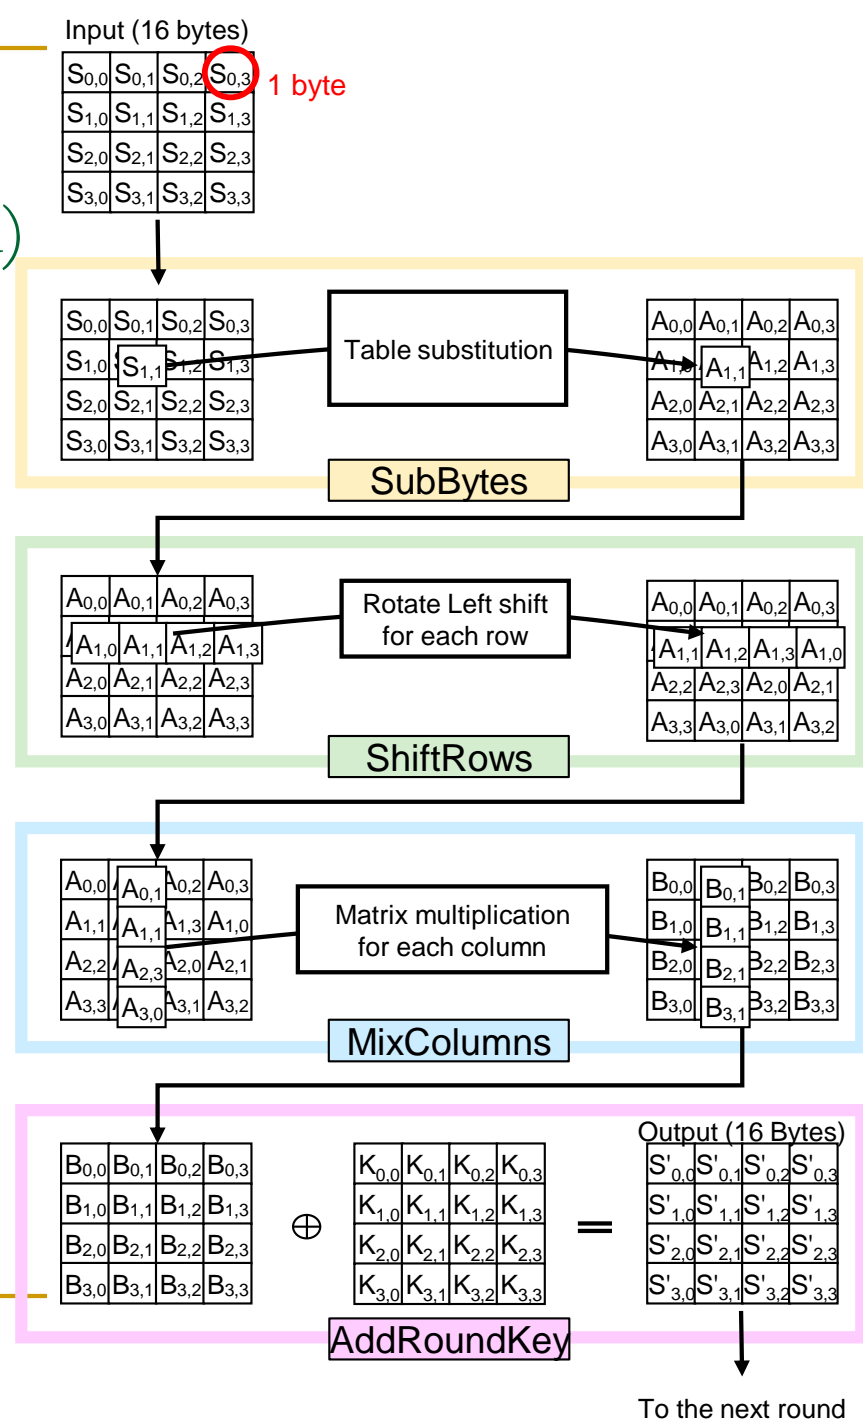 Input (16 bytes)
S0,0 S0,1 S0,2 S0,3
1 byte
S1,0 S1,1 S1,2 S1,3
S2,0 S2,1 S2,2 S2,3
S3,0 S3,1 S3,2 S3,3
)
S0,0 S0,1 S0,2 S0,3
S1,0 S1,1 S1,2 S1,3
S2,0 S2,1 S2,2 S2,3
S3,0 S3,1 S3,2 S3,3
Table substitution
A0,0 A0,1 A0,2 A0,3
A1,0 A1,1 A1,2 A1,3
A2,0 A2,1 A2,2 A2,3
A3,0 A3,1 A3,2 A3,3
SubBytes
A0,0 A0,1 A0,2 A0,3
A1,0 A1,1 A1,2 A1,3
A2,0 A2,1 A2,2 A2,3
A3,0 A3,1 A3,2 A3,3
Rotate Left shift
for each row
A0,0 A0,1 A0,2 A0,3
A1,1 A1,2 A1,3 A1,0
A2,2 A2,3 A2,0 A2,1
A3,3 A3,0 A3,1 A3,2
ShiftRows
A0,0 A0,1 A0,2 A0,3
A1,1 A1,1 A1,3 A1,0
A2,2 A2,3 A2,0 A2,1
A3,3 A3,0 A3,1 A3,2
Matrix multiplication
for each column
B0,0 B0,1 B0,2 B0,3
B1,0 B1,1 B1,2 B1,3
B2,0 B2,1 B2,2 B2,3
B3,0 B3,1 B3,2 B3,3
MixColumns
B0,0 B0,1 B0,2 B0,3
B1,0 B1,1 B1,2 B1,3
B2,0 B2,1 B2,2 B2,3
B3,0 B3,1 B3,2 B3,3
⊕
K0,0 K0,1 K0,2 K0,3
K1,0 K1,1 K1,2 K1,3
K2,0 K2,1 K2,2 K2,3
K3,0 K3,1 K3,2 K3,3
=
Output (16 Bytes)
S'0,0 S'0,1 S'0,2 S'0,3
S'1,0 S'1,1 S'1,2 S'1,3
S'2,0 S'2,1 S'2,2 S'2,3
S'3,0 S'3,1 S'3,2 S'3,3
AddRoundKey
To the next round